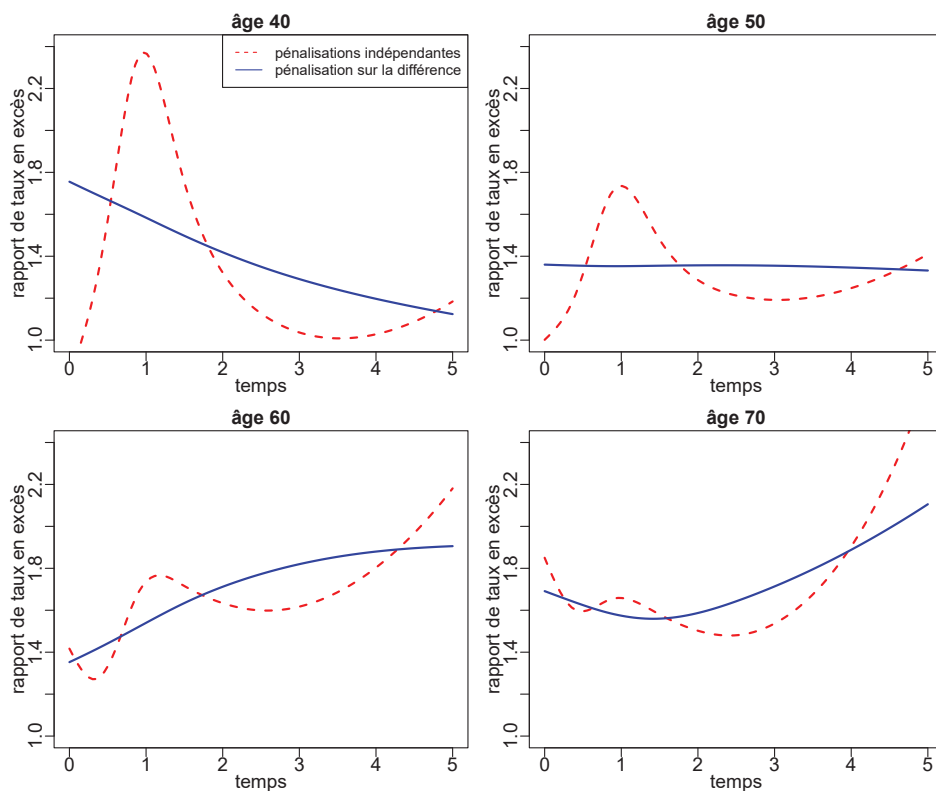 âge 40
pénalisations indépendantes
pénalisation sur la différence
rapport de taux en excès
1.0 1.4 1.8 2.2
0 1 2 3 4 5
temps
âge 50
rapport de taux en excès
1.0 1.4 1.8 2.2
0 1 2 3 4 5
temps
âge 60
rapport de taux en excès
1.0 1.4 1.8 2.2
0 1 2 3 4 5
temps
âge 70
rapport de taux en excès
1.0 1.4 1.8 2.2
0 1 2 3 4 5
temps